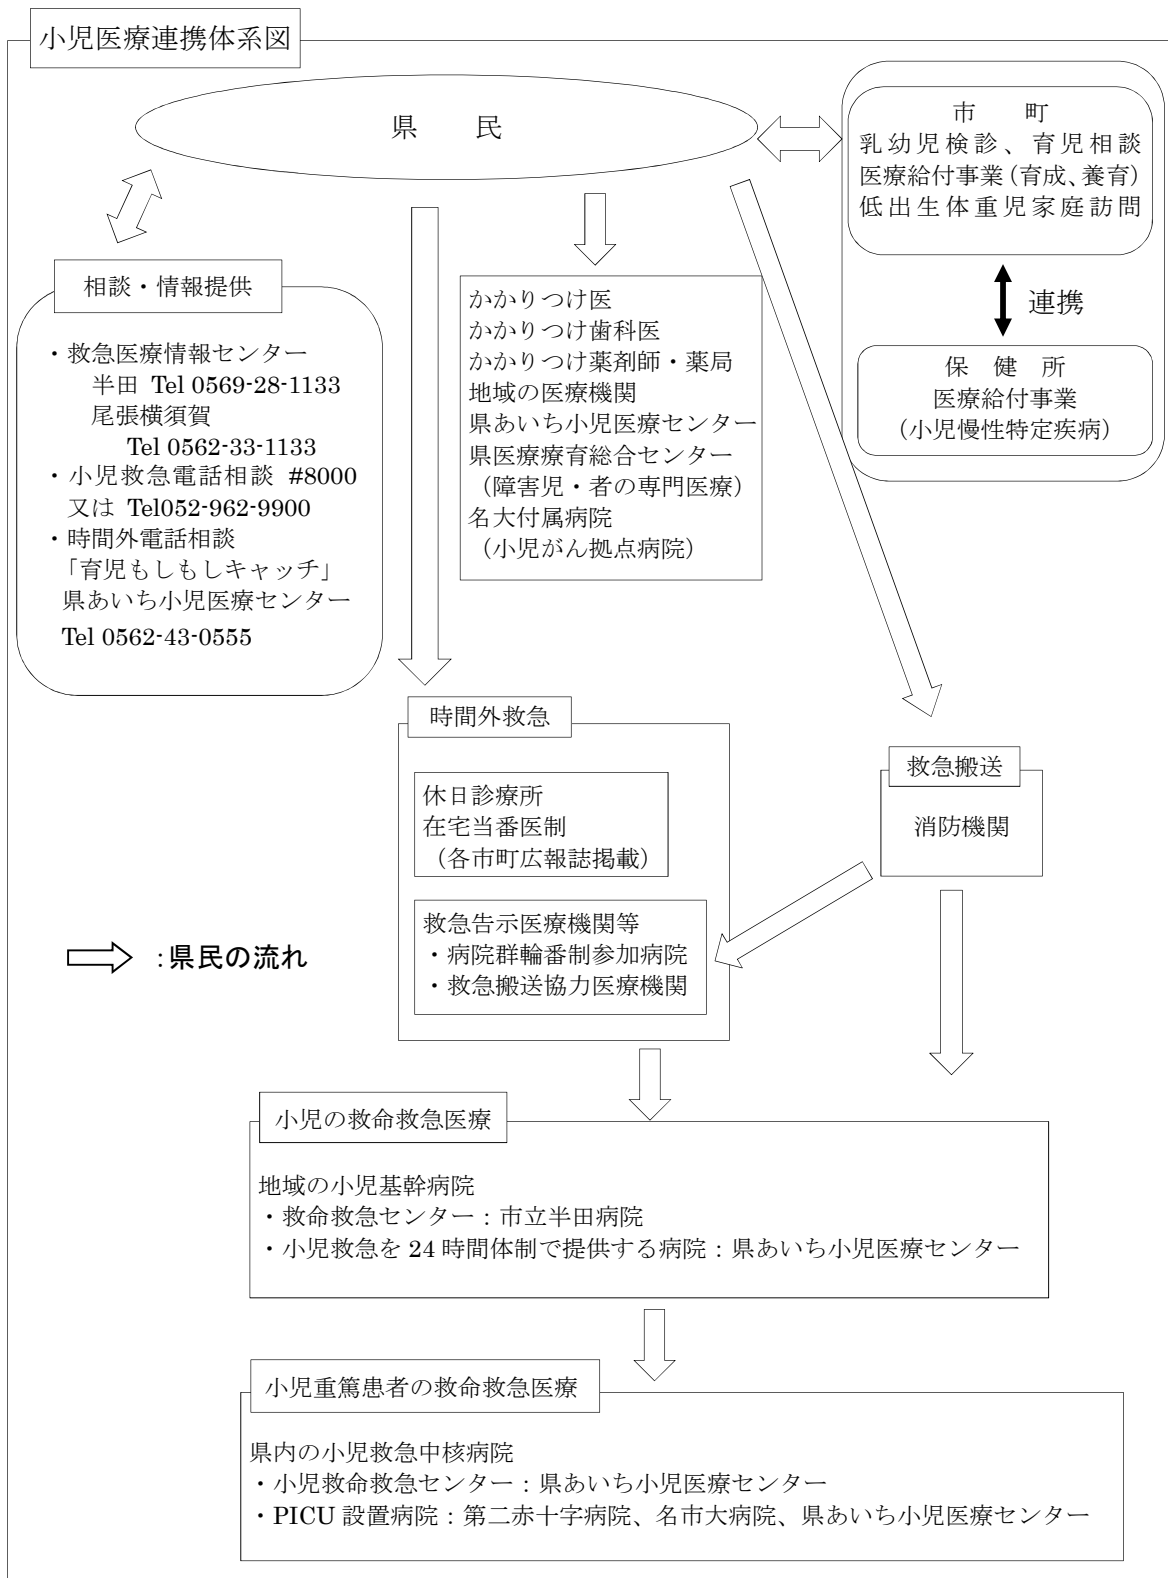 小児医療連携体系図
県　民
市　町
乳幼児検診、育児相談
医療給付事業（育成、養育）
低出生体重児家庭訪問
連携
保　健　所
医療給付事業
（小児慢性特定疾病）
相談・情報提供
・救急医療情報センター
半田 Tel 0569-28-1133
尾張横須賀
Tel 0562-33-1133
・小児救急電話相談 #8000
又は Tel052-962-9900
・時間外電話相談
「育児もしもしキャッチ」
県あいち小児医療センター
Tel 0562-43-0555
かかりつけ医
かかりつけ歯科医
かかりつけ薬剤師・薬局
地域の医療機関
県あいち小児医療センター
県医療療育総合センター
（障害児・者の専門医療）
名大付属病院
（小児がん拠点病院）
時間外救急
休日診療所
在宅当番医制
（各市町広報誌掲載）
救急告示医療機関等
・病院群輪番制参加病院
・救急搬送協力医療機関
救急搬送
消防機関
：県民の流れ
小児の救命救急医療
地域の小児基幹病院
・救命救急センター：市立半田病院
・小児救急を 24 時間体制で提供する病院：県あいち小児医療センター
小児重篤患者の救命救急医療
県内の小児救急中核病院
・小児救命救急センター：県あいち小児医療センター
・PICU 設置病院：第二赤十字病院、名市大病院、県あいち小児医療センター